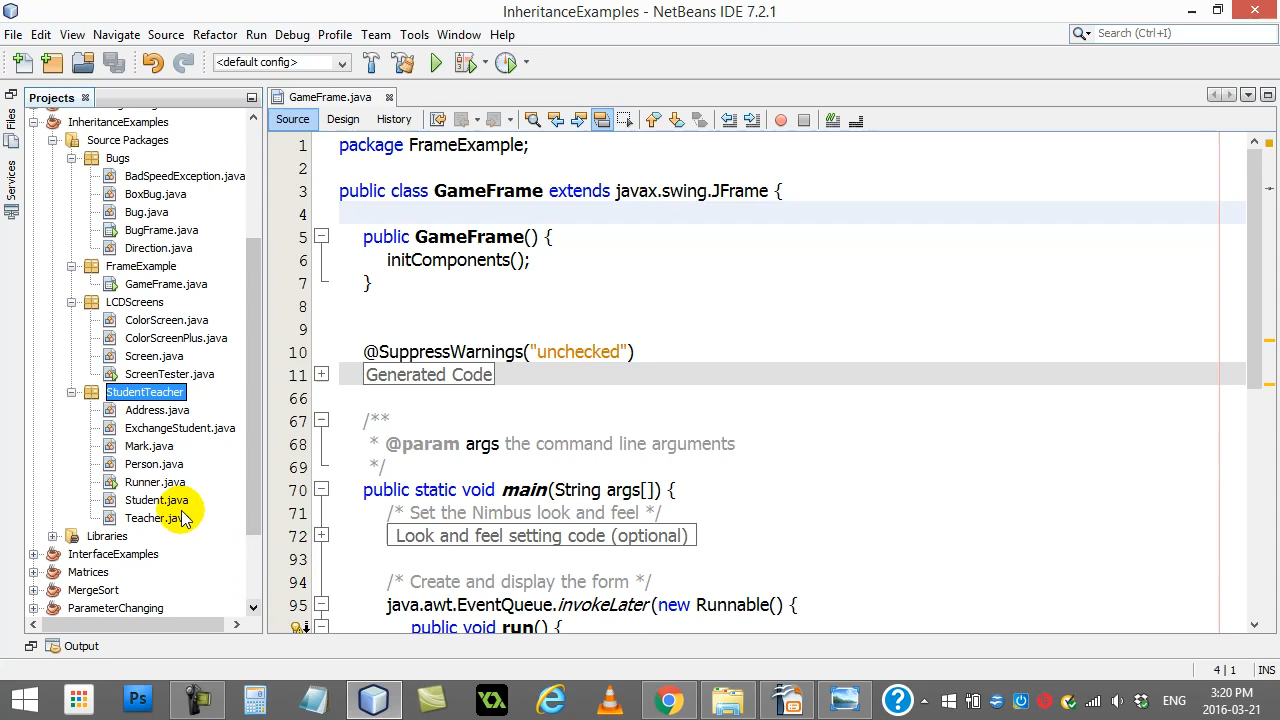 InheritanceExamples - NetBeans IDE 7.2.1
File Edit View Navigate Source Refactor Run Debug Profile Team Tools Window Help
Search (Ctrl+I)
<default config>
Projects
GameFrame.java
Source Design History
Files
Services
InheritanceExamples
Source Packages
Bugs
BadSpeedException.java
BoxBug.java
Bug.java
BugFrame.java
Direction.java
FrameExample
GameFrame.java
LCDScreens
ColorScreen.java
ColorScreenPlus.java
Screen.java
ScreenTester.java
StudentTeacher
Address.java
ExchangeStudent.java
Mark.java
Person.java
Runner.java
Student.java
Teacher.java
Libraries
InterfaceExamples
Matrices
MergeSort
ParameterChanging
1 package FrameExample;
2
3 public class GameFrame extends javax.swing.JFrame {
4
5 public GameFrame() {
6 initComponents();
7 }
8
9
10 @SuppressWarnings("unchecked")
11 Generated Code
66
67 /**
68 * @param args the command line arguments
69 */
70 public static void main(String args[]) {
71 /* Set the Nimbus look and feel */
72 Look and feel setting code (optional)
93
94 /* Create and display the form */
95 java.awt.EventQueue.invokeLater(new Runnable() {
public void run() {
Output
4 | 1 INS
Ps
ENG
3:20 PM
2016-03-21